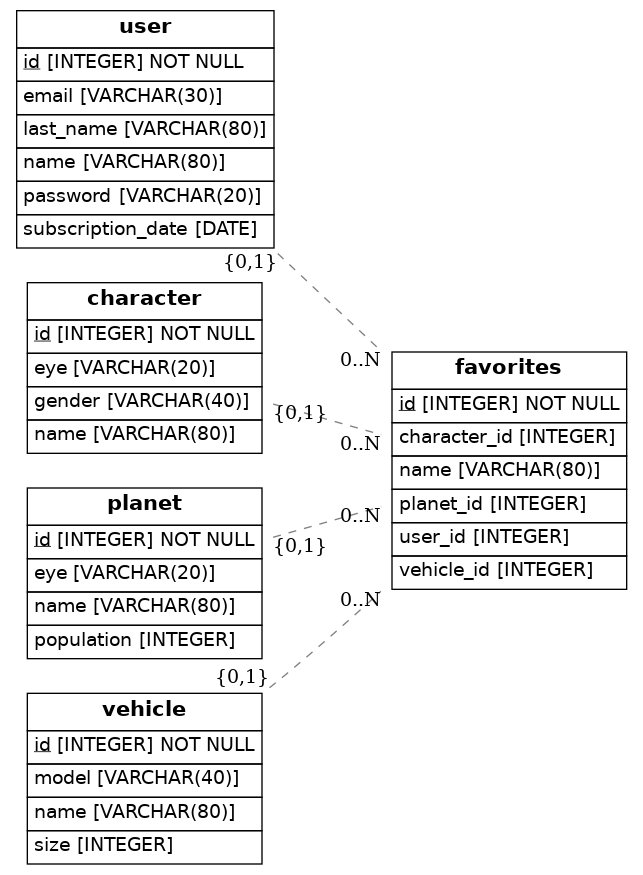 user
id [INTEGER] NOT NULL
email [VARCHAR(30)]
last_name [VARCHAR(80)]
name [VARCHAR(80)]
password [VARCHAR(20)]
subscription_date [DATE]
{0,1}
0..N
character
id [INTEGER] NOT NULL
eye [VARCHAR(20)]
gender [VARCHAR(40)]
name [VARCHAR(80)]
{0,1}
0..N
planet
id [INTEGER] NOT NULL
eye [VARCHAR(20)]
name [VARCHAR(80)]
population [INTEGER]
{0,1}
0..N
vehicle
id [INTEGER] NOT NULL
model [VARCHAR(40)]
name [VARCHAR(80)]
size [INTEGER]
{0,1}
0..N
favorites
id [INTEGER] NOT NULL
character_id [INTEGER]
name [VARCHAR(80)]
planet_id [INTEGER]
user_id [INTEGER]
vehicle_id [INTEGER]